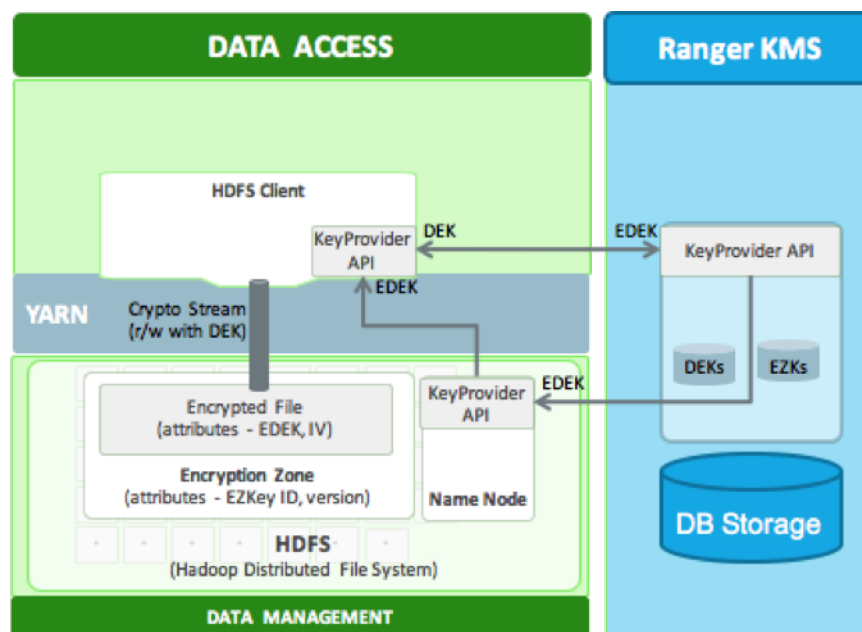 DATA ACCESS
Ranger KMS
HDFS Client
KeyProvider
API
DEK
EDEK
KeyProvider API
EDEK
YARN
Crypto Stream
(r/w with DEK)
DEKs
EZKs
Encrypted File
(attributes - EDEK, IV)
KeyProvider
API
EDEK
Encryption Zone
(attributes - EZKey ID, version)
Name Node
DB Storage
HDFS
(Hadoop Distributed File System)
DATA MANAGEMENT